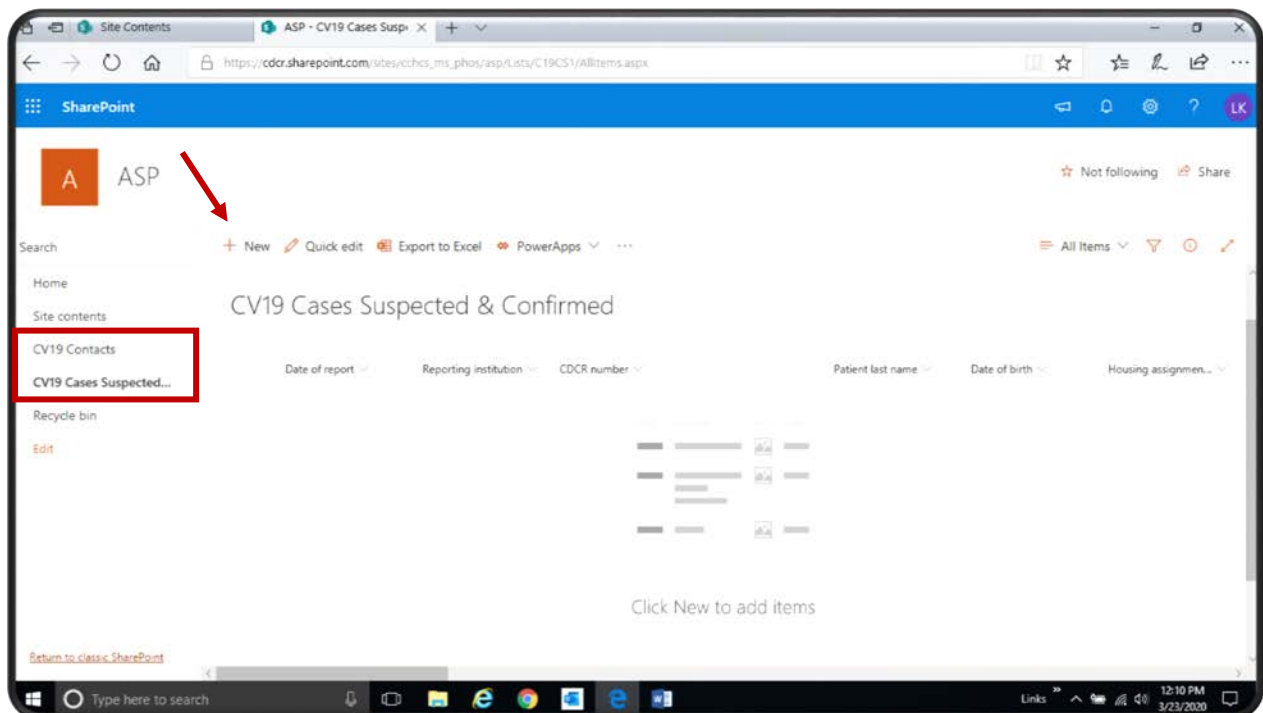 Site Contents
ASP - CV19 Cases Susp
https://cdcr.sharepoint.com/sites/cchcs_ms_phos/asp/Lists/C19CS1/AllItems.aspx
SharePoint
LK
A
ASP
Not following
Share
Search
+ New
Quick edit
Export to Excel
PowerApps
...
All Items
Home
Site contents
CV19 Contacts
CV19 Cases Suspected...
Recycle bin
Edit
CV19 Cases Suspected & Confirmed
Date of report
Reporting institution
CDCR number
Patient last name
Date of birth
Housing assignmen...
Click New to add items
Return to classic SharePoint
Type here to search
Links
12:10 PM
3/23/2020